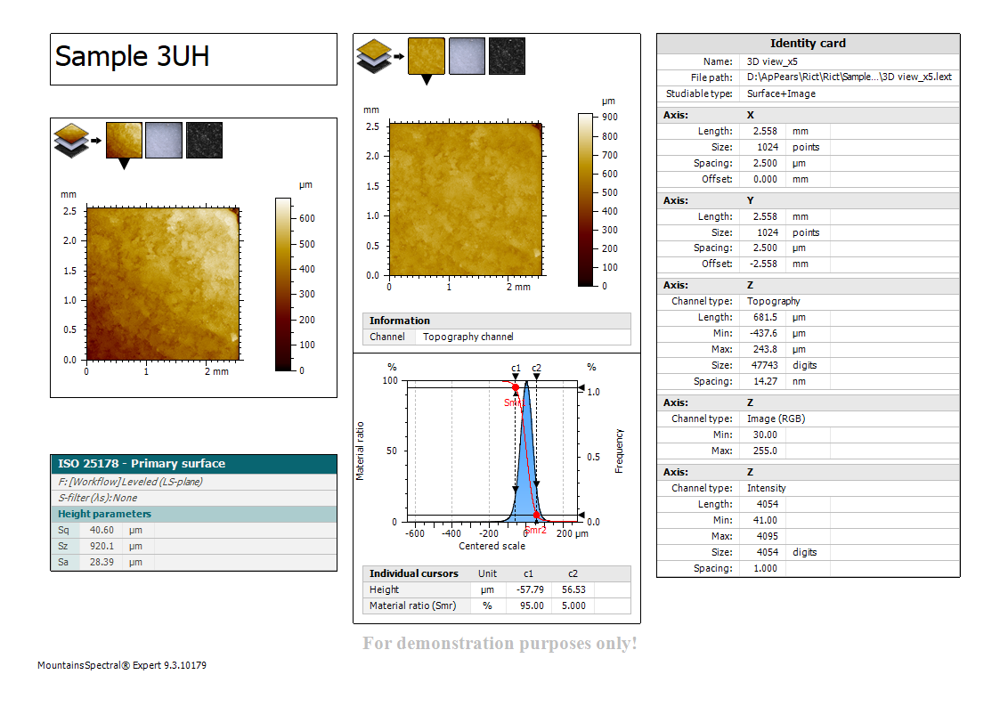 Sample 3UH
µm
mm
2.5
2.0
1.5
1.0
0.5
0.0
0 1 2 mm
600
500
400
300
200
100
0
ISO 25178 - Primary surface
F: [Workflow] Leveled (LS-plane)
S-filter (λs): None
Height parameters
Sq 40.60 µm
Sz 920.1 µm
Sa 28.39 µm
µm
mm
2.5
2.0
1.5
1.0
0.5
0.0
0 1 2 mm
900
800
700
600
500
400
300
200
100
0
Information
Channel Topography channel
% c1 c2 %
100
50
0
Material ratio
Smr1
Smr2
1.0
0.5
0.0
Frequency
-600 -400 -200 0 200 µm
Centered scale
Individual cursors Unit c1 c2
Height µm -57.79 56.53
Material ratio (Smr) % 95.00 5.000
Identity card
Name: 3D view_x5
File path: D:\ApPears\Rict\Rict\Sample...\3D view_x5.lext
Studiable type: Surface+Image
Axis: X
Length: 2.558 mm
Size: 1024 points
Spacing: 2.500 µm
Offset: 0.000 mm
Axis: Y
Length: 2.558 mm
Size: 1024 points
Spacing: 2.500 µm
Offset: -2.558 mm
Axis: Z
Channel type: Topography
Length: 681.5 µm
Min: -437.6 µm
Max: 243.8 µm
Size: 47743 digits
Spacing: 14.27 nm
Axis: Z
Channel type: Image (RGB)
Min: 30.00
Max: 255.0
Axis: Z
Channel type: Intensity
Length: 4054
Min: 41.00
Max: 4095
Size: 4054 digits
Spacing: 1.000
For demonstration purposes only!
MountainsSpectral® Expert 9.3.10179